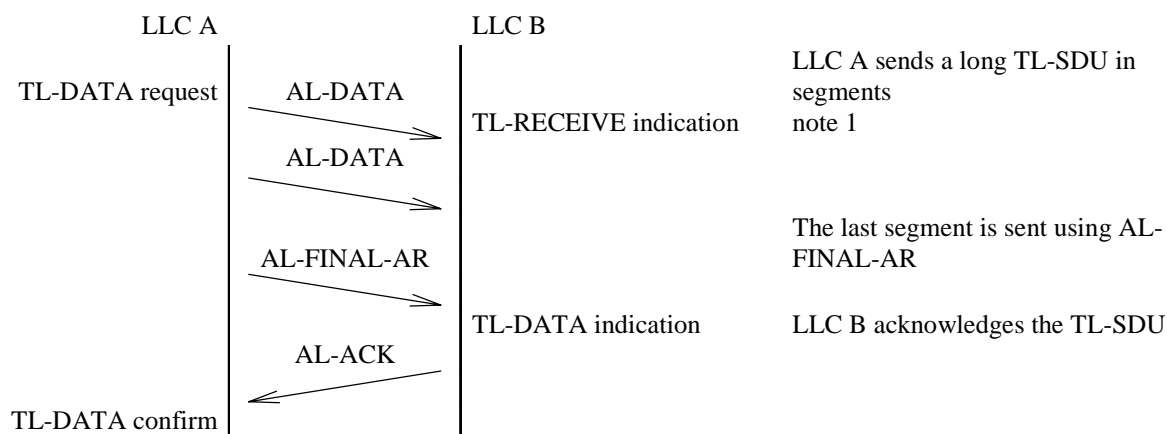 LLC A
LLC B
LLC A sends a long TL-SDU in
segments
TL-DATA request
AL-DATA
TL-RECEIVE indication
note 1
AL-DATA
The last segment is sent using AL-
FINAL-AR
AL-FINAL-AR
TL-DATA indication
LLC B acknowledges the TL-SDU
AL-ACK
TL-DATA confirm